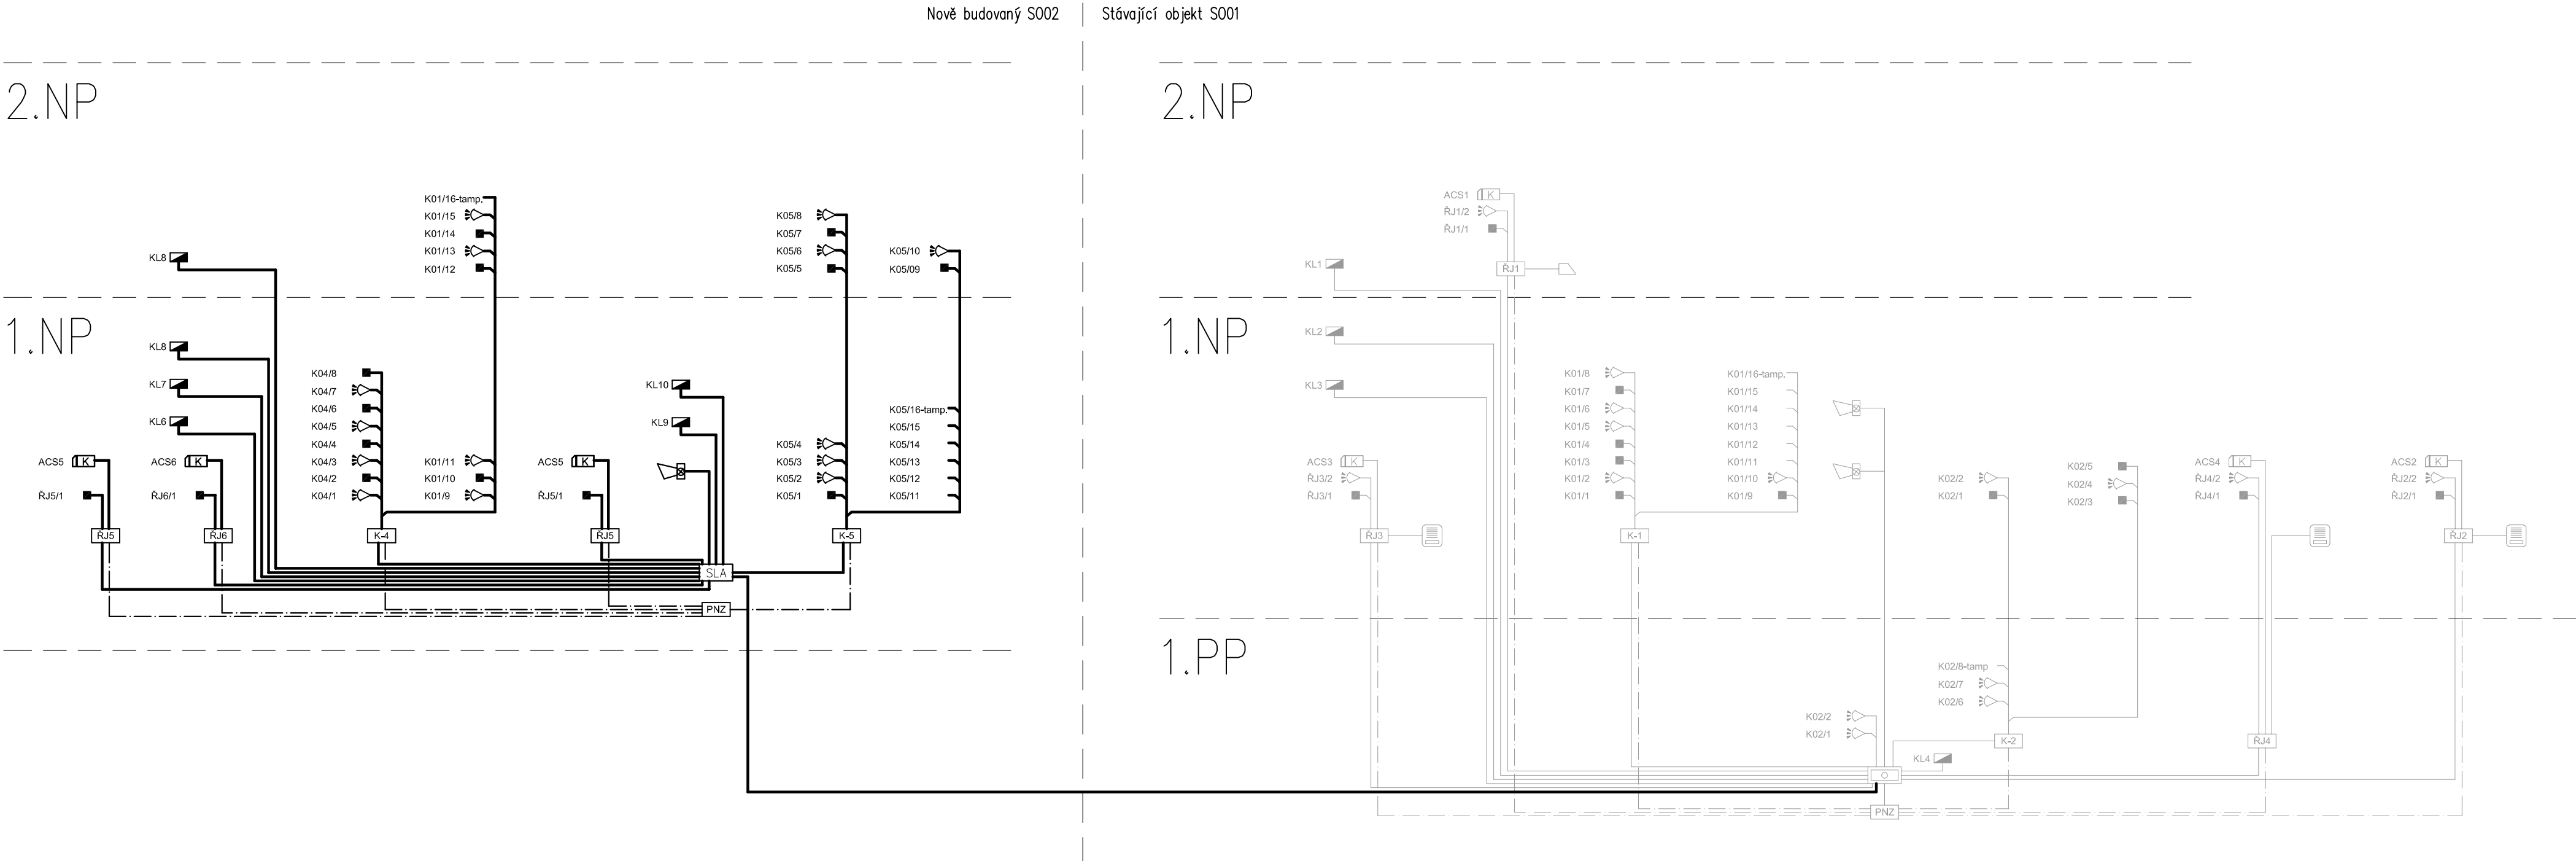 Nově budovaný SO02
Stávající objekt SO01
2.NP
K01/16-tamp.
K01/15
K01/14
K01/13
K01/12
KL8
K05/8
K05/7
K05/6
K05/5
K05/10
K05/09
1.NP
KL8
KL7
KL6
ACS5
K
ŘJ5/1
ACS6
K
ŘJ6/1
K04/8
K04/7
K04/6
K04/5
K04/4
K04/3
K04/2
K04/1
K01/11
K01/10
K01/9
ACS5
K
ŘJ5/1
KL10
KL9
K05/4
K05/3
K05/2
K05/1
K05/16-tamp.
K05/15
K05/14
K05/13
K05/12
K05/11
ŘJ5
ŘJ6
K-4
ŘJ5
K-5
SLA
PNZ
2.NP
ACS1
K
ŘJ1/2
ŘJ1/1
KL1
ŘJ1
1.NP
KL2
KL3
ACS3
K
ŘJ3/2
ŘJ3/1
ŘJ3
K01/8
K01/7
K01/6
K01/5
K01/4
K01/3
K01/2
K01/1
K01/16-tamp.
K01/15
K01/14
K01/13
K01/12
K01/11
K01/10
K01/9
K-1
K02/2
K02/1
K02/5
K02/4
K02/3
ACS4
K
ŘJ4/2
ŘJ4/1
ACS2
K
ŘJ2/2
ŘJ2/1
ŘJ2
1.PP
K02/8-tamp
K02/7
K02/6
K02/2
K02/1
K-2
ŘJ4
KL4
PNZ